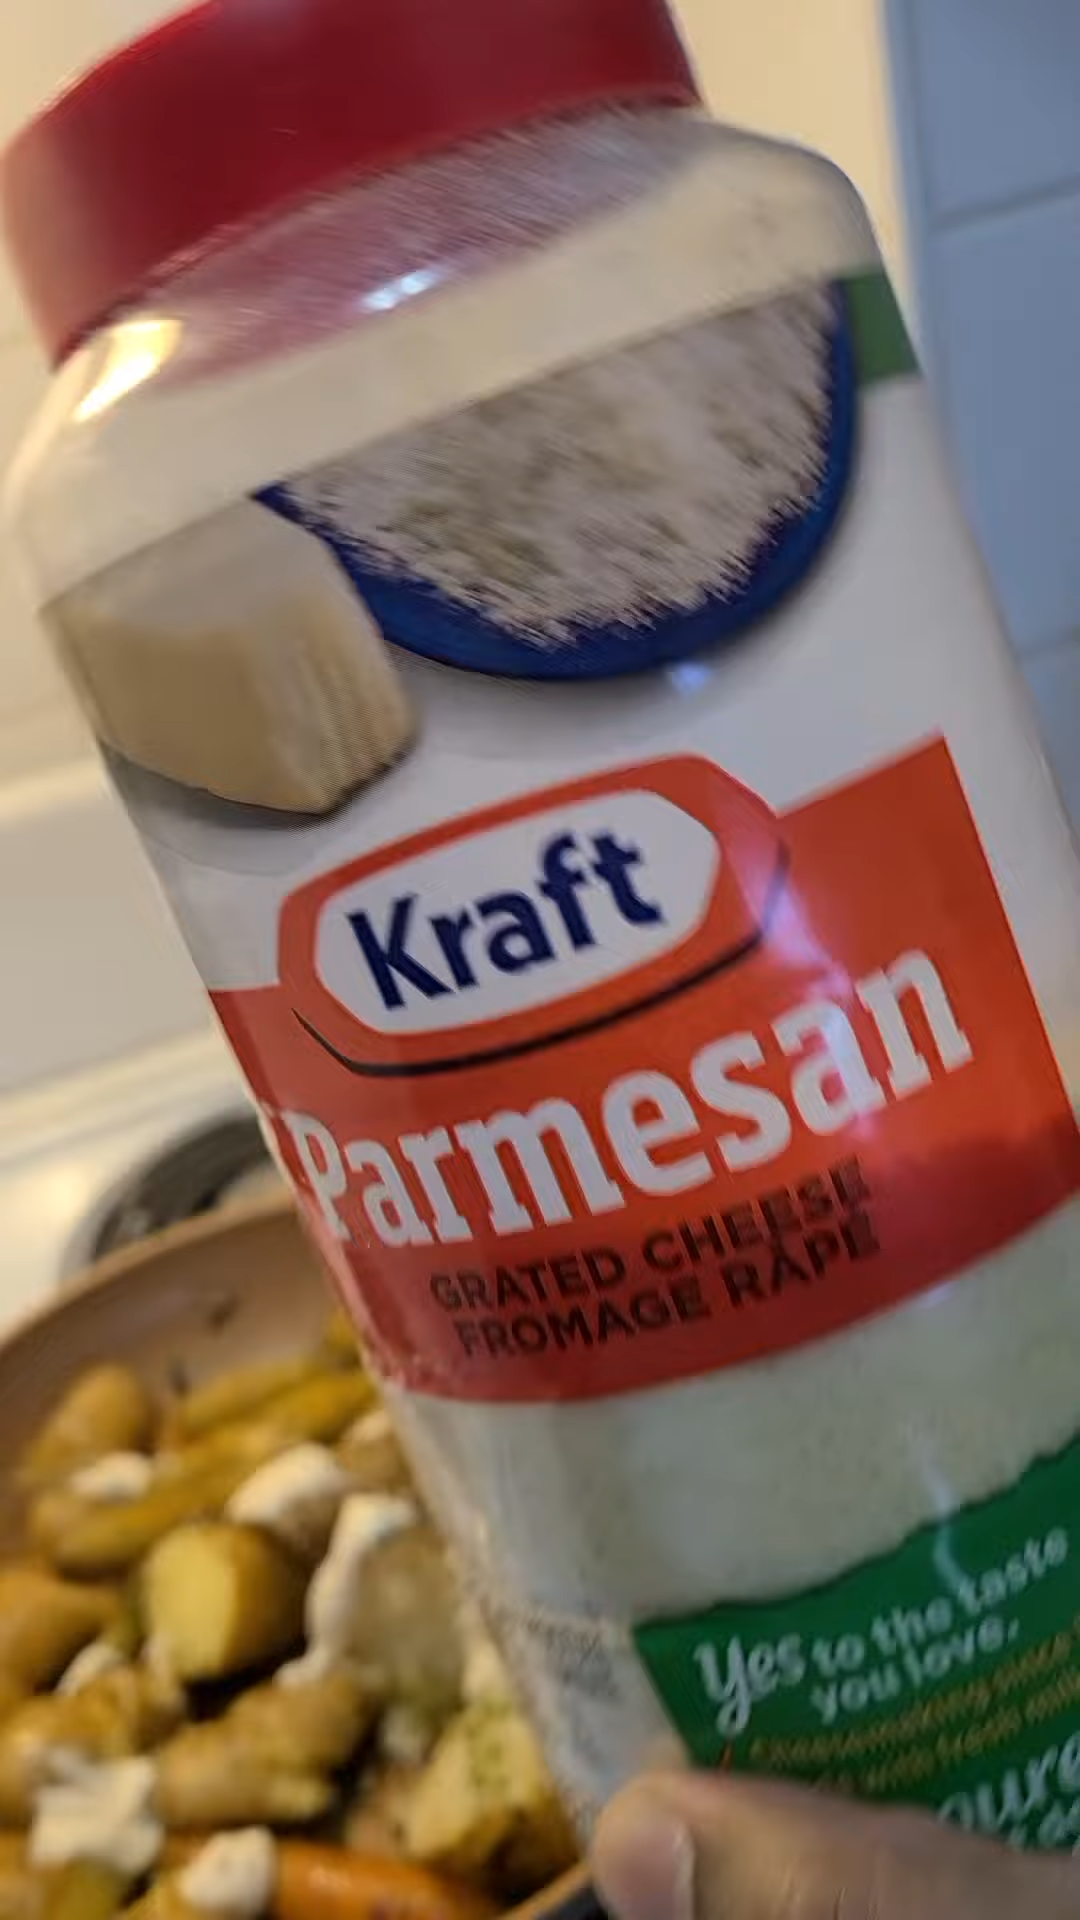 Kraft
Parmesan
GRATED CHEESE
FROMAGE RÂPÉ
Yes to the taste
you love.